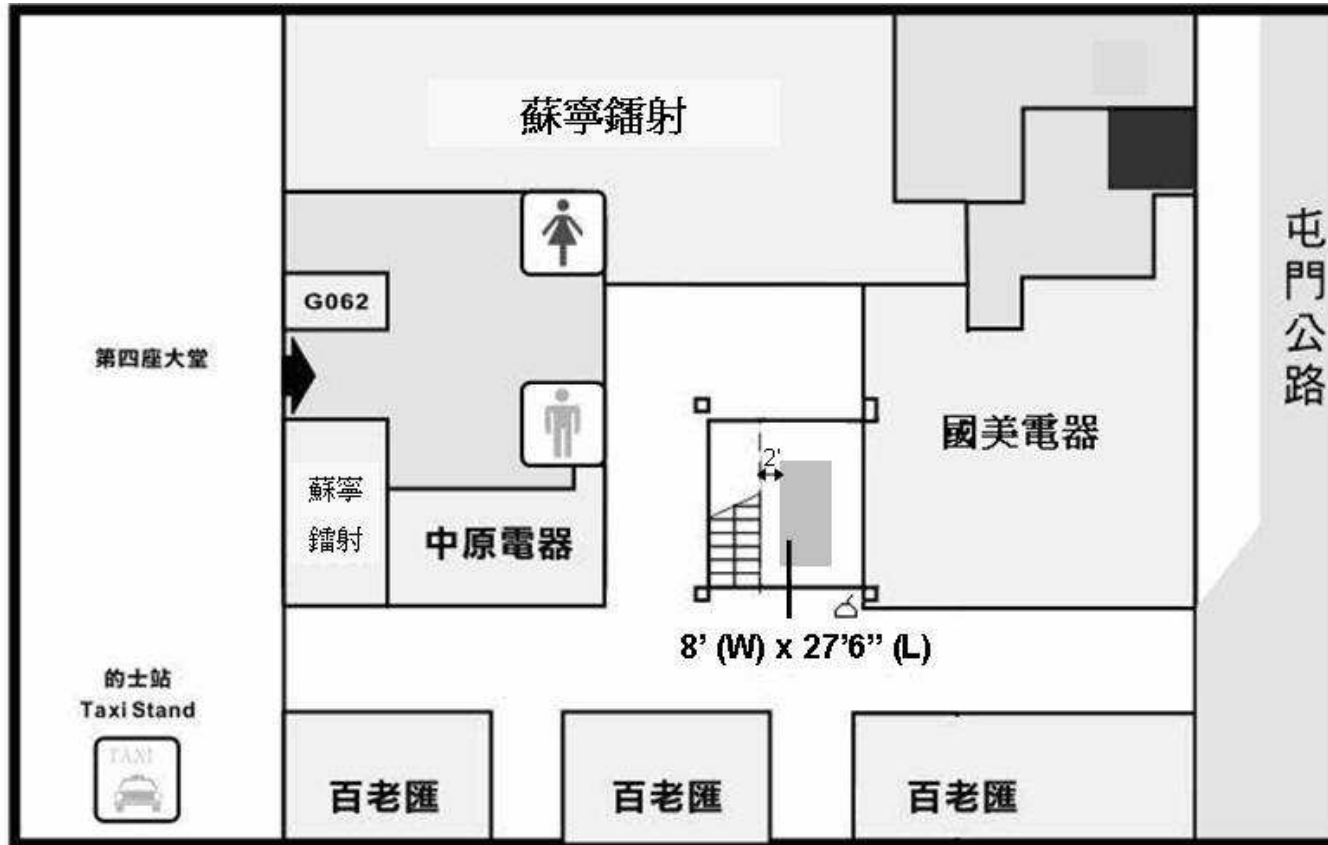 蘇寧鐳射
G062
第四座大堂
屯門公路
國美電器
2'
蘇寧
鐳射
中原電器
8' (W) x 27'6” (L)
的士站
Taxi Stand
TAXI
百老匯
百老匯
百老匯